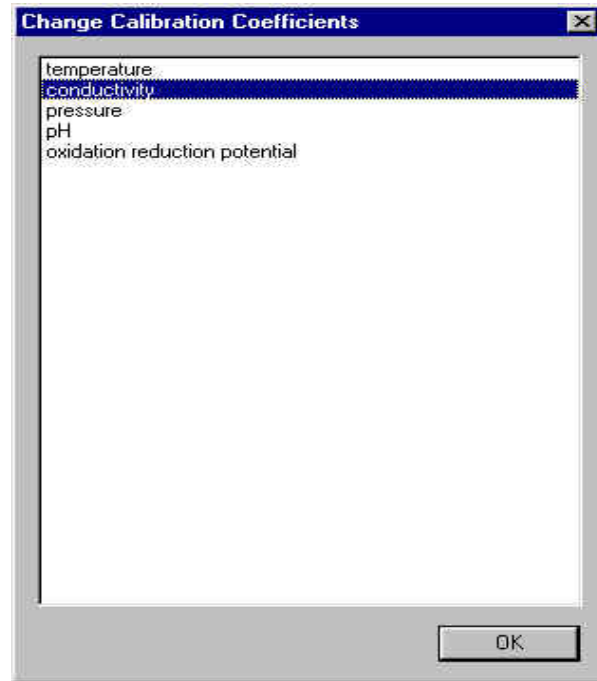 Change Calibration Coefficients
temperature
conductivity
pressure
pH
oxidation reduction potential
OK